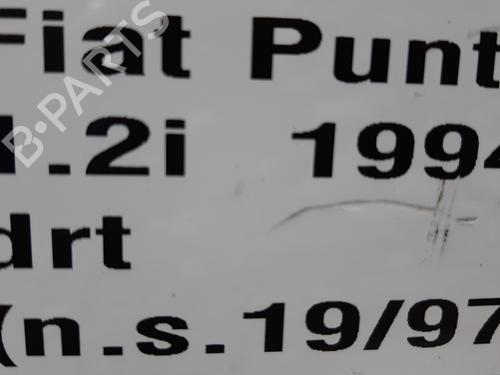 Fiat Punt
1.2i 1994
drt
(n.s.19/97
B-PARTS